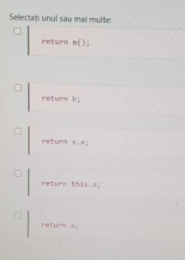 Selectați unul sau mai multe:
return m();
return b;
return x.a;
return this.a;
return a;